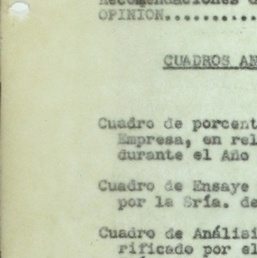 Recomendaciones
OPINION...........
CUADROS AN
Cuadro de porcent
Empresa, en rel
durante el Año
Cuadro de Ensaye
por la Sría. de
Cuadro de Análisi
rificado por el